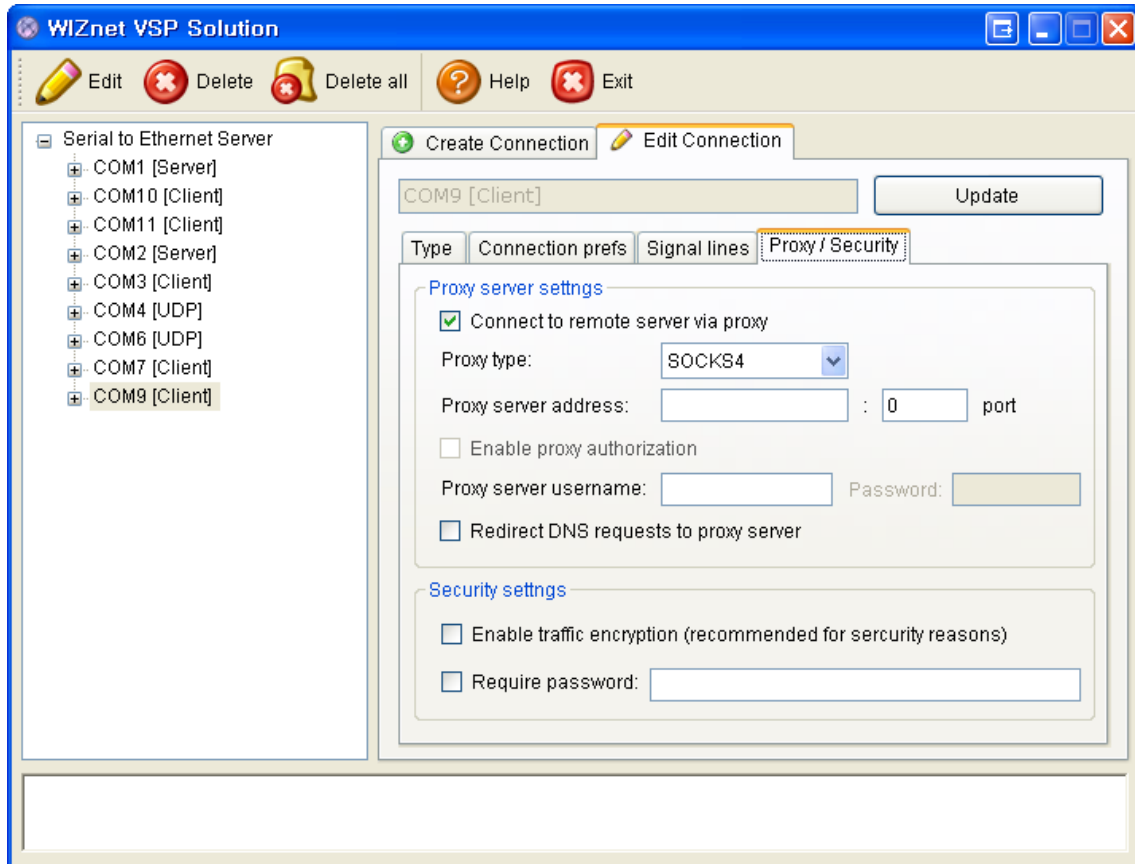 WIZnet VSP Solution
Edit Delete Delete all Help Exit
Serial to Ethernet Server
COM1 [Server]
COM10 [Client]
COM11 [Client]
COM2 [Server]
COM3 [Client]
COM4 [UDP]
COM6 [UDP]
COM7 [Client]
COM9 [Client]
Create Connection Edit Connection
COM9 [Client] Update
Type Connection prefs Signal lines Proxy / Security
Proxy server settngs
Connect to remote server via proxy
Proxy type: SOCKS4
Proxy server address: : 0 port
Enable proxy authorization
Proxy server username: Password:
Redirect DNS requests to proxy server
Security settngs
Enable traffic encryption (recommended for sercurity reasons)
Require password: